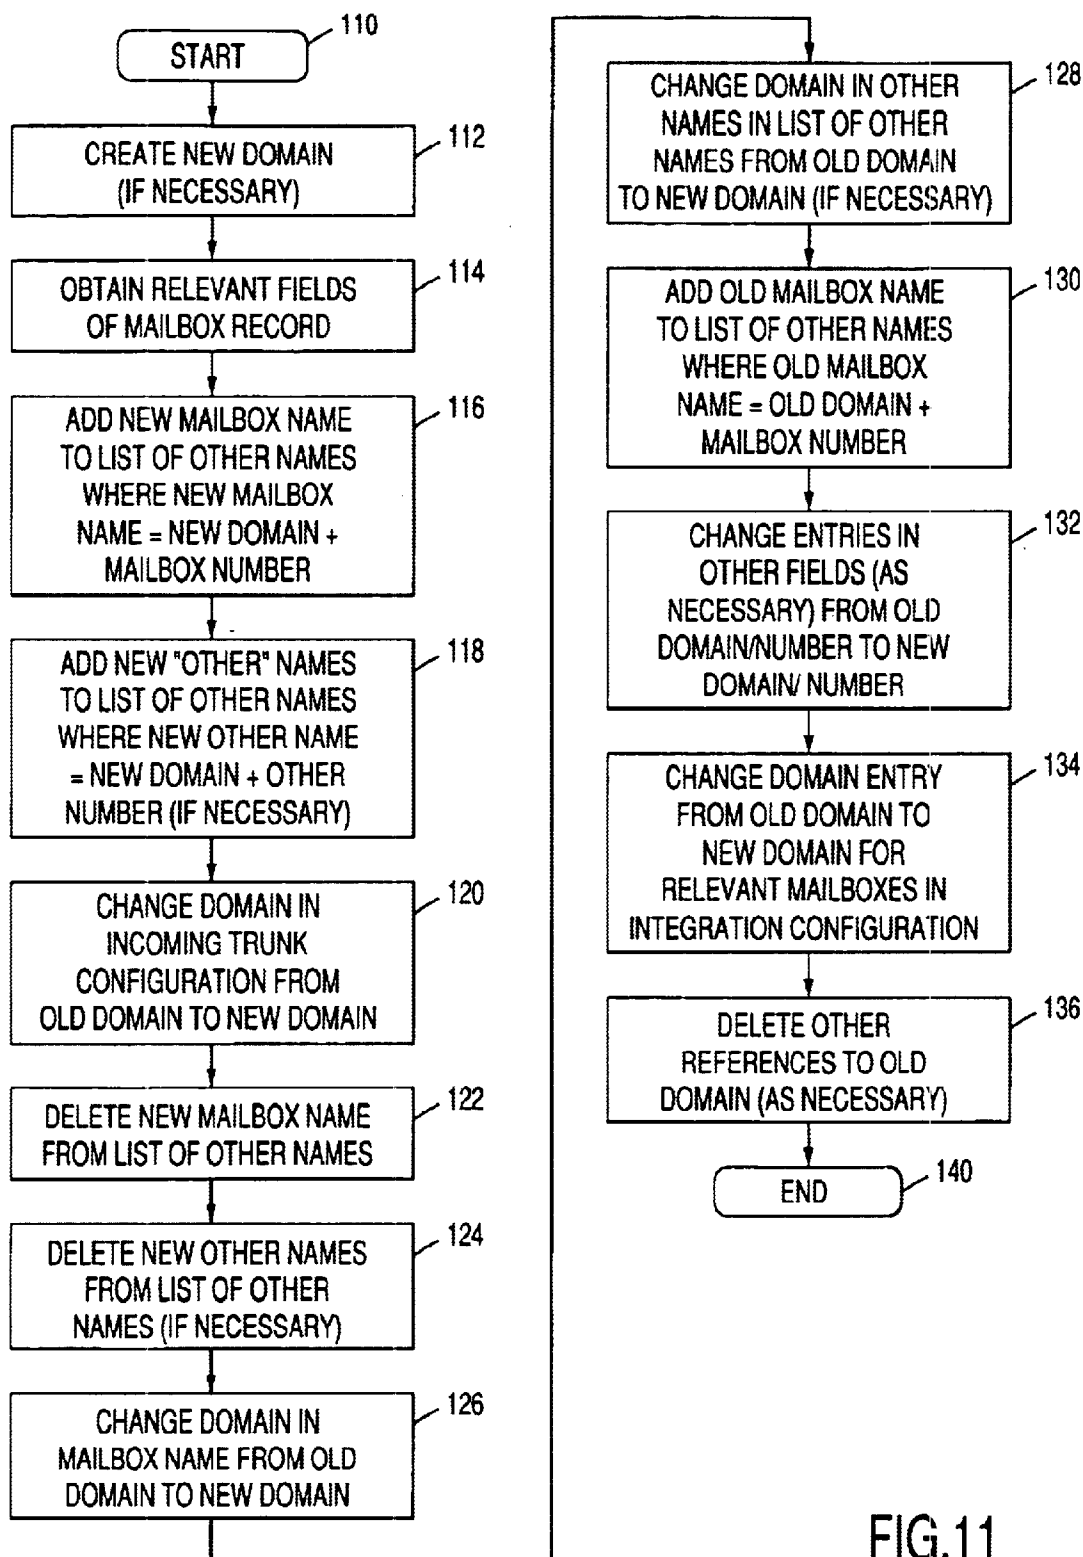 110
START
112
CREATE NEW DOMAIN
(IF NECESSARY)
114
OBTAIN RELEVANT FIELDS
OF MAILBOX RECORD
116
ADD NEW MAILBOX NAME
TO LIST OF OTHER NAMES
WHERE NEW MAILBOX
NAME = NEW DOMAIN +
MAILBOX NUMBER
118
ADD NEW "OTHER" NAMES
TO LIST OF OTHER NAMES
WHERE NEW OTHER NAME
= NEW DOMAIN + OTHER
NUMBER (IF NECESSARY)
120
CHANGE DOMAIN IN
INCOMING TRUNK
CONFIGURATION FROM
OLD DOMAIN TO NEW DOMAIN
122
DELETE NEW MAILBOX NAME
FROM LIST OF OTHER NAMES
124
DELETE NEW OTHER NAMES
FROM LIST OF OTHER
NAMES (IF NECESSARY)
126
CHANGE DOMAIN IN
MAILBOX NAME FROM OLD
DOMAIN TO NEW DOMAIN
128
CHANGE DOMAIN IN OTHER
NAMES IN LIST OF OTHER
NAMES FROM OLD DOMAIN
TO NEW DOMAIN (IF NECESSARY)
130
ADD OLD MAILBOX NAME
TO LIST OF OTHER NAMES
WHERE OLD MAILBOX
NAME = OLD DOMAIN +
MAILBOX NUMBER
132
CHANGE ENTRIES IN
OTHER FIELDS (AS
NECESSARY) FROM OLD
DOMAIN/NUMBER TO NEW
DOMAIN/ NUMBER
134
CHANGE DOMAIN ENTRY
FROM OLD DOMAIN TO
NEW DOMAIN FOR
RELEVANT MAILBOXES IN
INTEGRATION CONFIGURATION
136
DELETE OTHER
REFERENCES TO OLD
DOMAIN (AS NECESSARY)
140
END
FIG.11